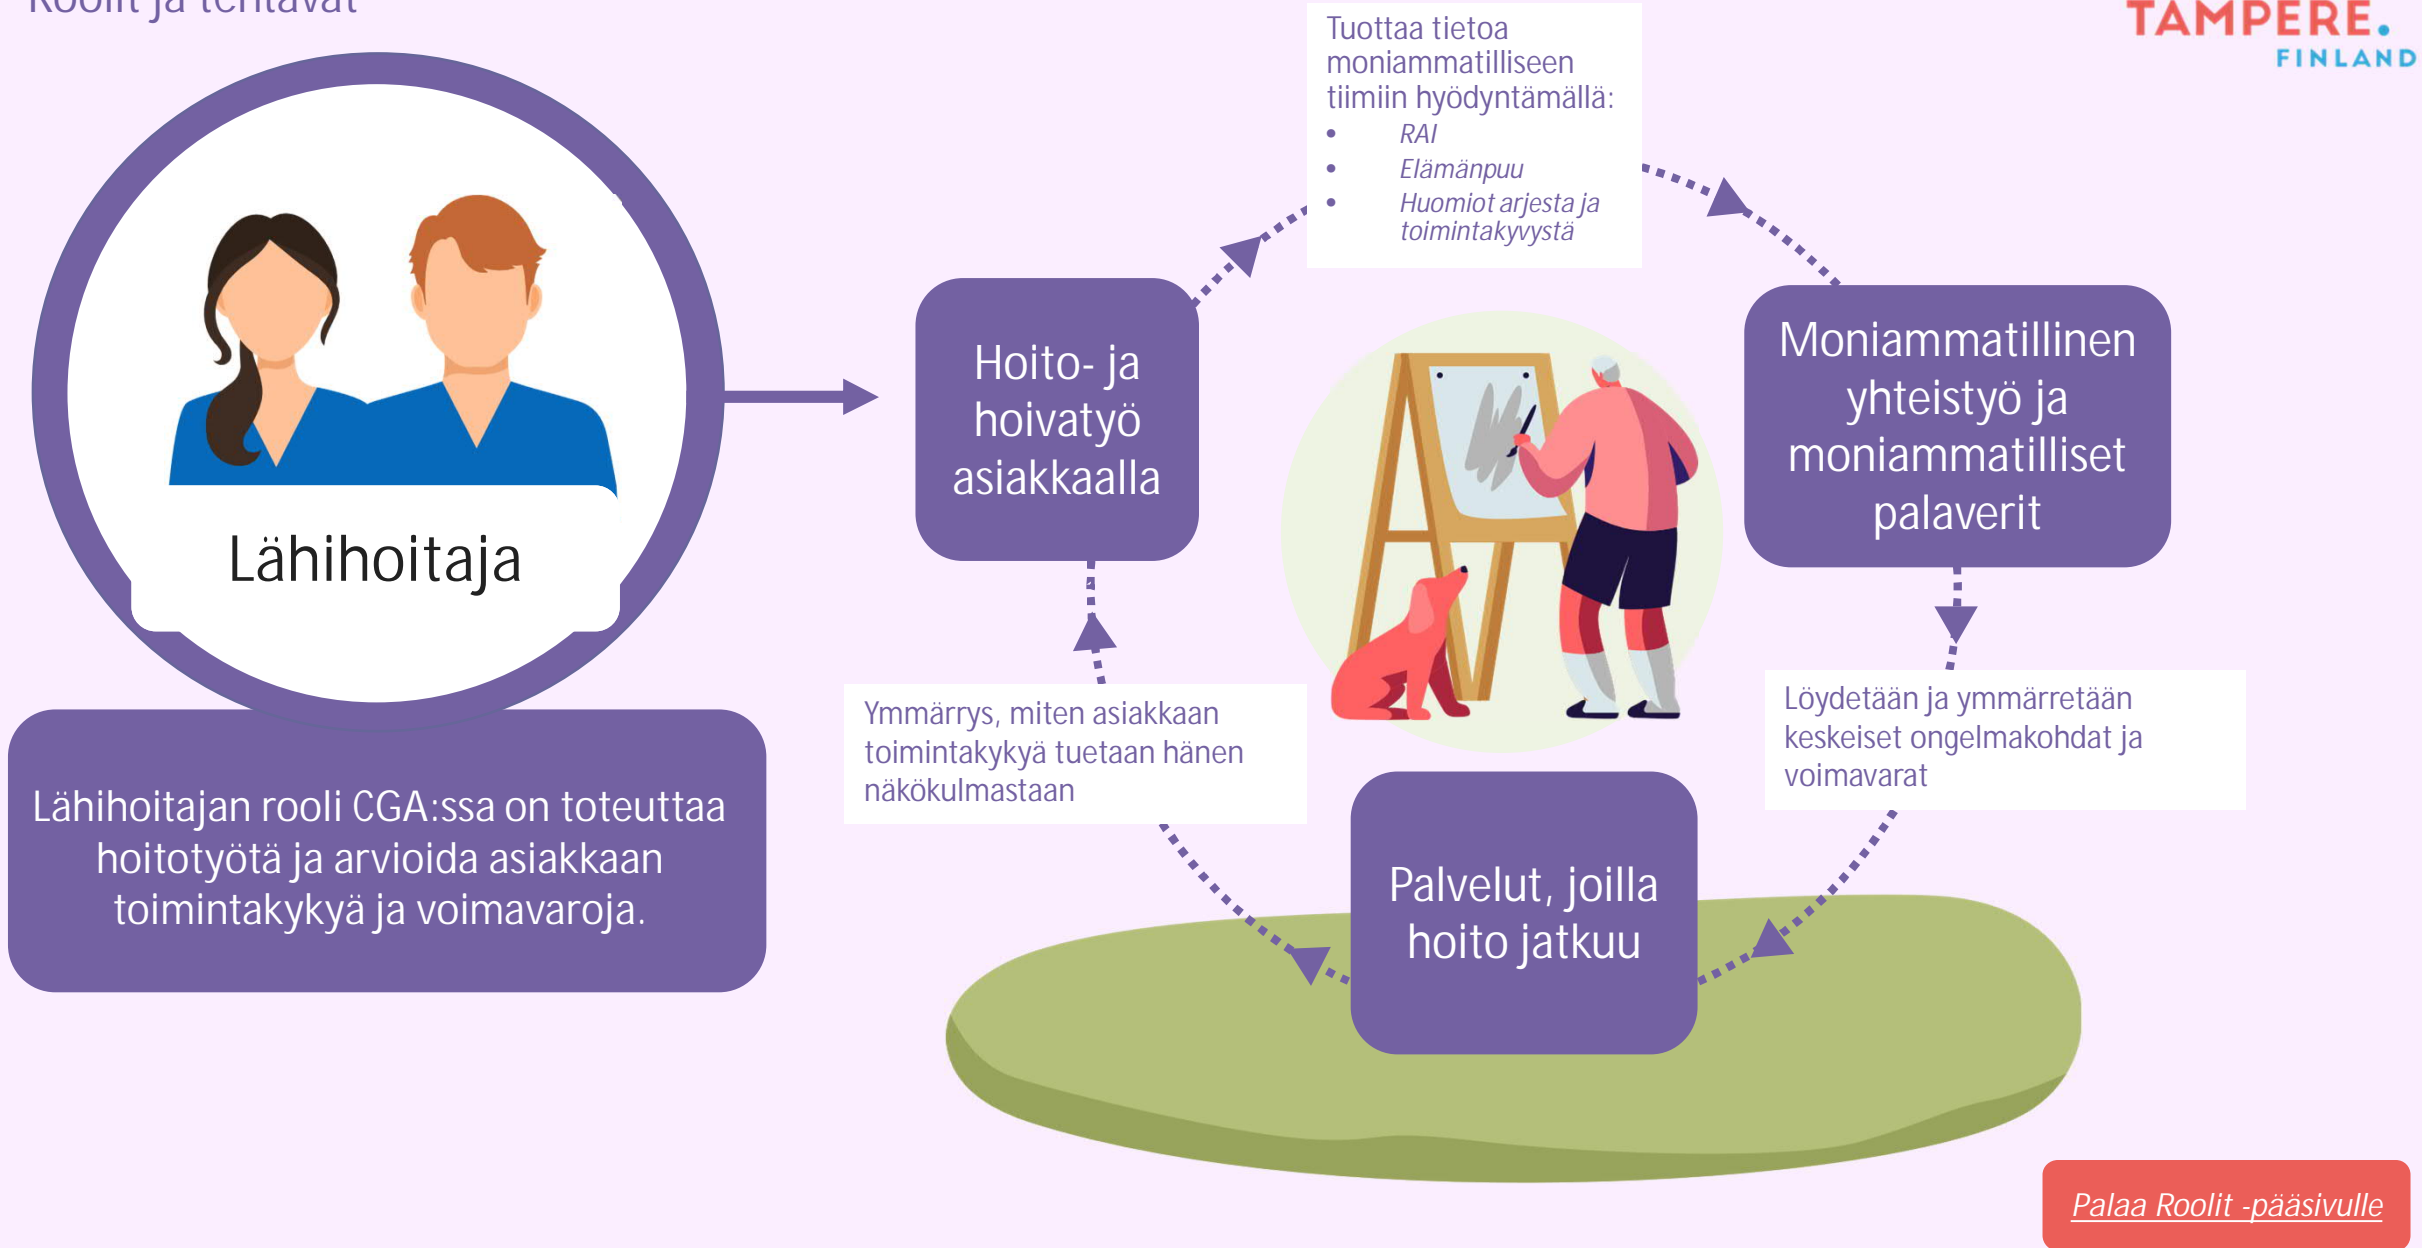 Roolit ja tehtävät
TAMPERE.
FINLAND
Lähihoitaja
Lähihoitajan rooli CGA:ssa on toteuttaa
hoitotyötä ja arvioida asiakkaan
toimintakykyä ja voimavaroja.
Hoito- ja
hoivatyö
asiakkaalla
Tuottaa tietoa
moniammatilliseen
tiimiin hyödyntämällä:
• RAI
• Elämänpuu
• Huomiot arjesta ja
toimintakyvystä
Moniammatillinen
yhteistyö ja
moniammatilliset
palaverit
Löydetään ja ymmärretään
keskeiset ongelmakohdat ja
voimavarat
Palvelut, joilla
hoito jatkuu
Ymmärrys, miten asiakkaan
toimintakykyä tuetaan hänen
näkökulmastaan
Palaa Roolit -pääsivulle